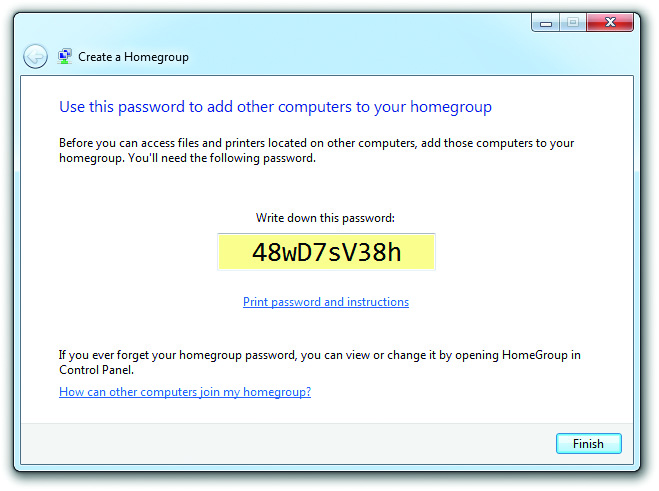 Create a Homegroup
Use this password to add other computers to your homegroup
Before you can access files and printers located on other computers, add those computers to your
homegroup. You'll need the following password.
Write down this password:
48wD7sV38h
Print password and instructions
If you ever forget your homegroup password, you can view or change it by opening HomeGroup in
Control Panel.
How can other computers join my homegroup?
Finish